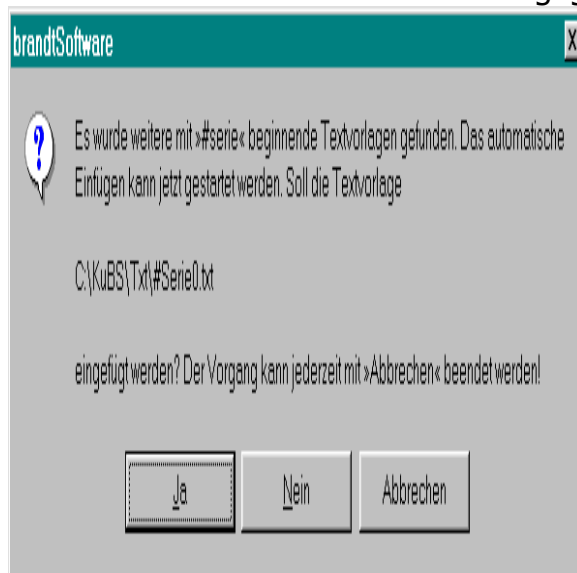 brandtSoftware
Es wurde weitere mit »#serie« beginnende Textvorlagen gefunden. Das automatische
Einfügen kann jetzt gestartet werden. Soll die Textvorlage
C:\KuBS\Txt\#Serie0.txt
eingefügt werden? Der Vorgang kann jederzeit mit »Abbrechen« beendet werden!
Ja Nein Abbrechen